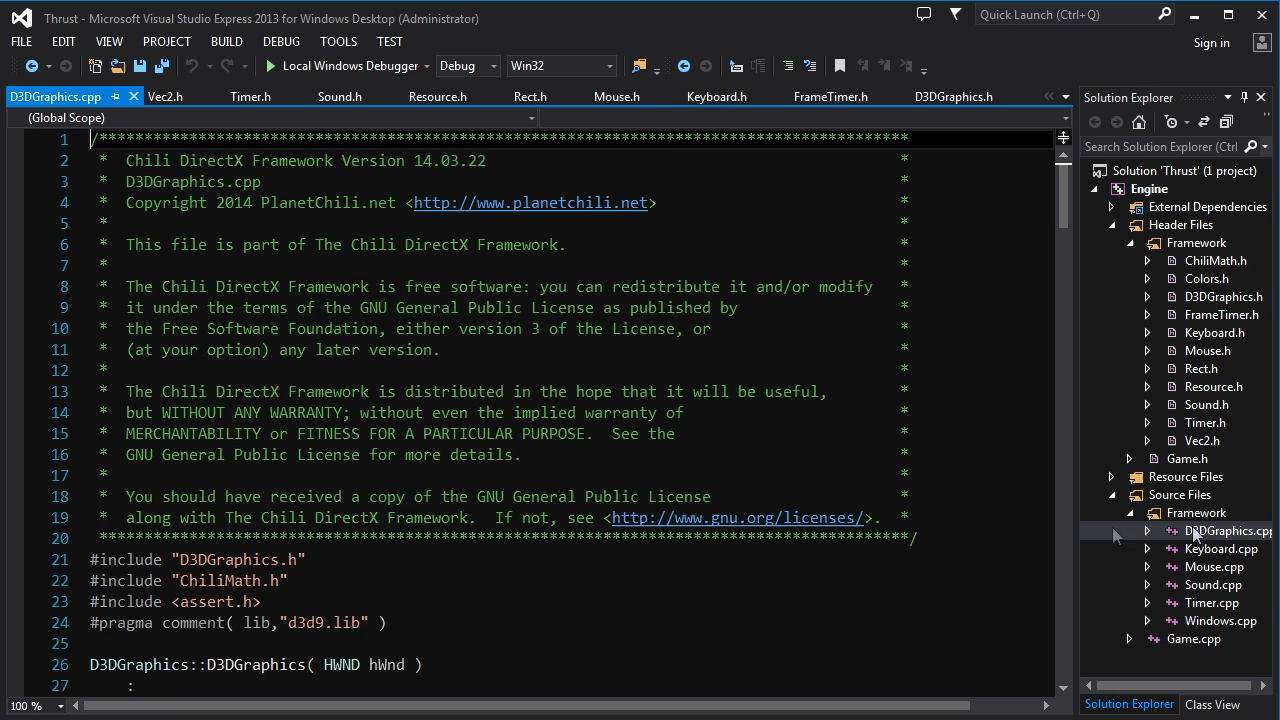 Thrust - Microsoft Visual Studio Express 2013 for Windows Desktop (Administrator)
Quick Launch (Ctrl+Q)
FILE EDIT VIEW PROJECT BUILD DEBUG TOOLS TEST
Sign in
Local Windows Debugger Debug Win32
D3DGraphics.cpp Vec2.h Timer.h Sound.h Resource.h Rect.h Mouse.h Keyboard.h FrameTimer.h D3DGraphics.h
(Global Scope)
1 /******************************************************************************************
2 * Chili DirectX Framework Version 14.03.22 *
3 * D3DGraphics.cpp *
4 * Copyright 2014 PlanetChili.net <http://www.planetchili.net> *
5 * *
6 * This file is part of The Chili DirectX Framework. *
7 * *
8 * The Chili DirectX Framework is free software: you can redistribute it and/or modify *
9 * it under the terms of the GNU General Public License as published by *
10 * the Free Software Foundation, either version 3 of the License, or *
11 * (at your option) any later version. *
12 * *
13 * The Chili DirectX Framework is distributed in the hope that it will be useful, *
14 * but WITHOUT ANY WARRANTY; without even the implied warranty of *
15 * MERCHANTABILITY or FITNESS FOR A PARTICULAR PURPOSE. See the *
16 * GNU General Public License for more details. *
17 * *
18 * You should have received a copy of the GNU General Public License *
19 * along with The Chili DirectX Framework. If not, see <http://www.gnu.org/licenses/>. *
20 ******************************************************************************************/
21 #include "D3DGraphics.h"
22 #include "ChiliMath.h"
23 #include <assert.h>
24 #pragma comment( lib,"d3d9.lib" )
25
26 D3DGraphics::D3DGraphics( HWND hWnd )
27 :
100 %
Solution Explorer
Search Solution Explorer (Ctrl
Solution 'Thrust' (1 project)
Engine
External Dependencies
Header Files
Framework
ChiliMath.h
Colors.h
D3DGraphics.h
FrameTimer.h
Keyboard.h
Mouse.h
Rect.h
Resource.h
Sound.h
Timer.h
Vec2.h
Game.h
Resource Files
Source Files
Framework
D3DGraphics.cpp
Keyboard.cpp
Mouse.cpp
Sound.cpp
Timer.cpp
Windows.cpp
Game.cpp
Solution Explorer Class View